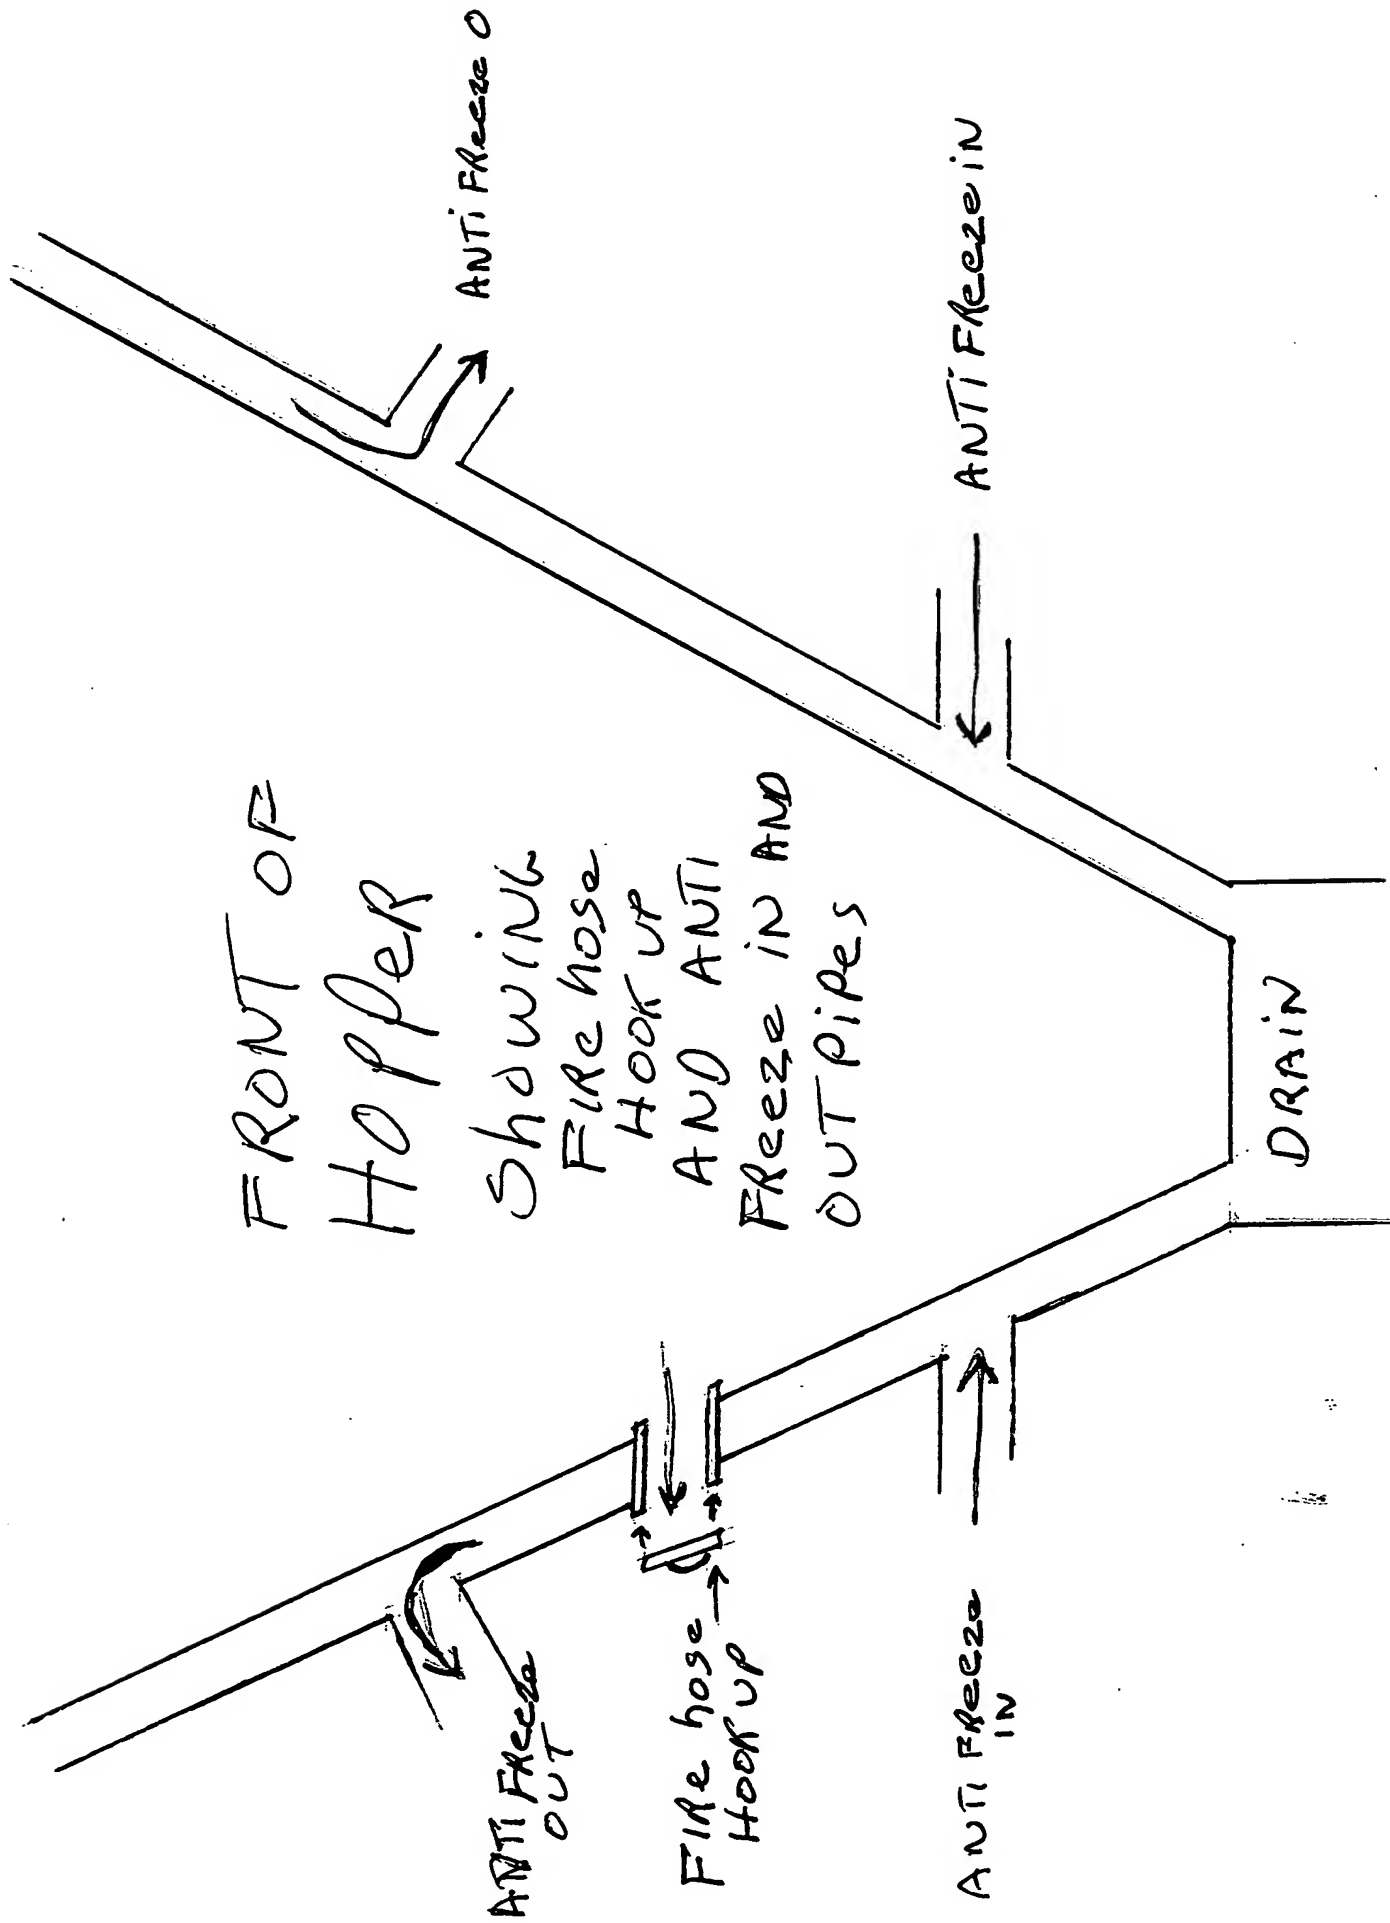 FRONT OF
HOPPER
ShOWING
FIRe hose
HOOK UP
AND ANTI
FReeze iN AND
OUT PiPes
ANTi FReeze O
ANTi FReeze iN
ANTI FReeze
OUT
FIRe hose
HOOK UP
ANTi FReeze
IN
DRAiN